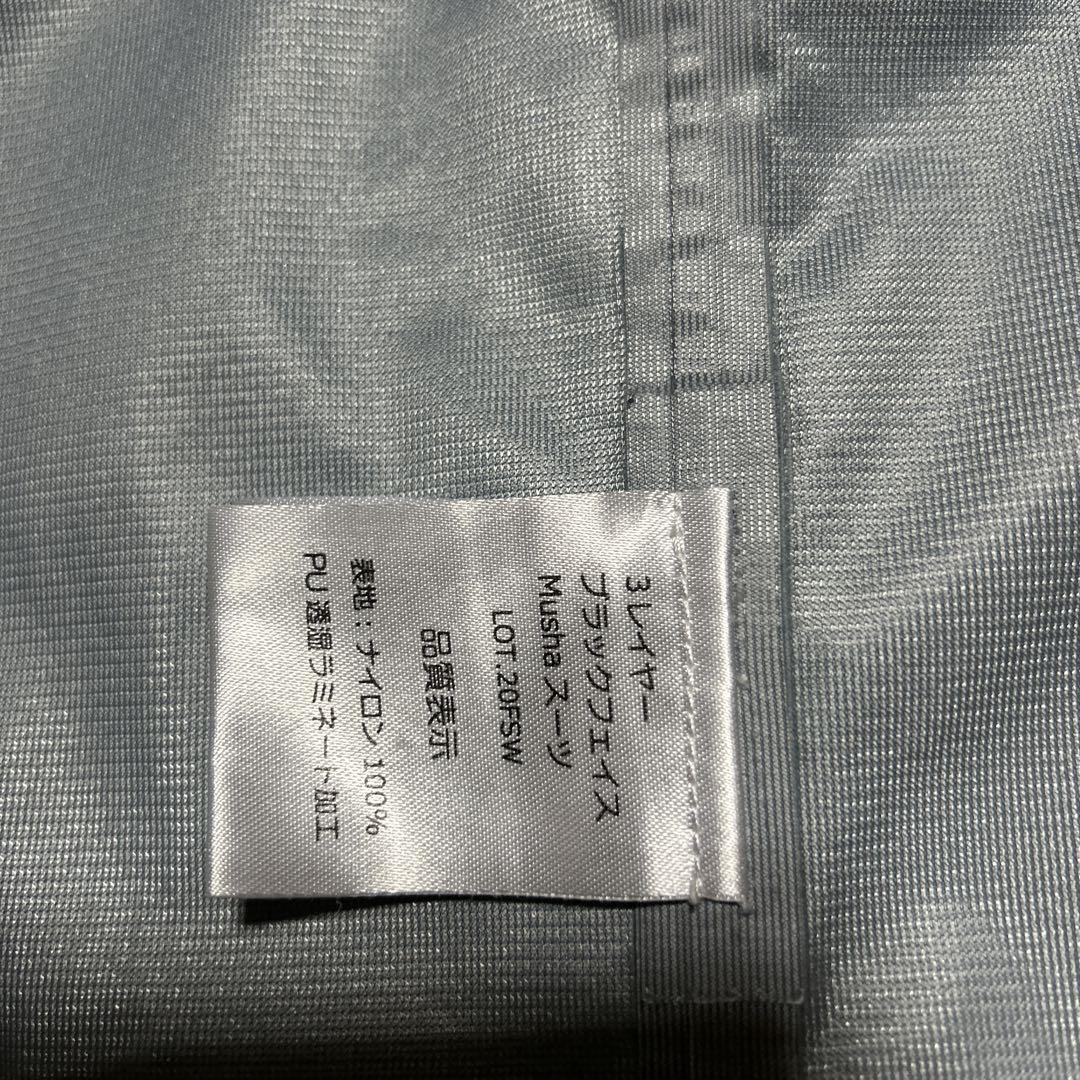 3レイヤー
ブラックフェイス
Musha スーツ
LOT.20FSW
品質表示
表地：ナイロン100%
PU 透湿ラミネート加工